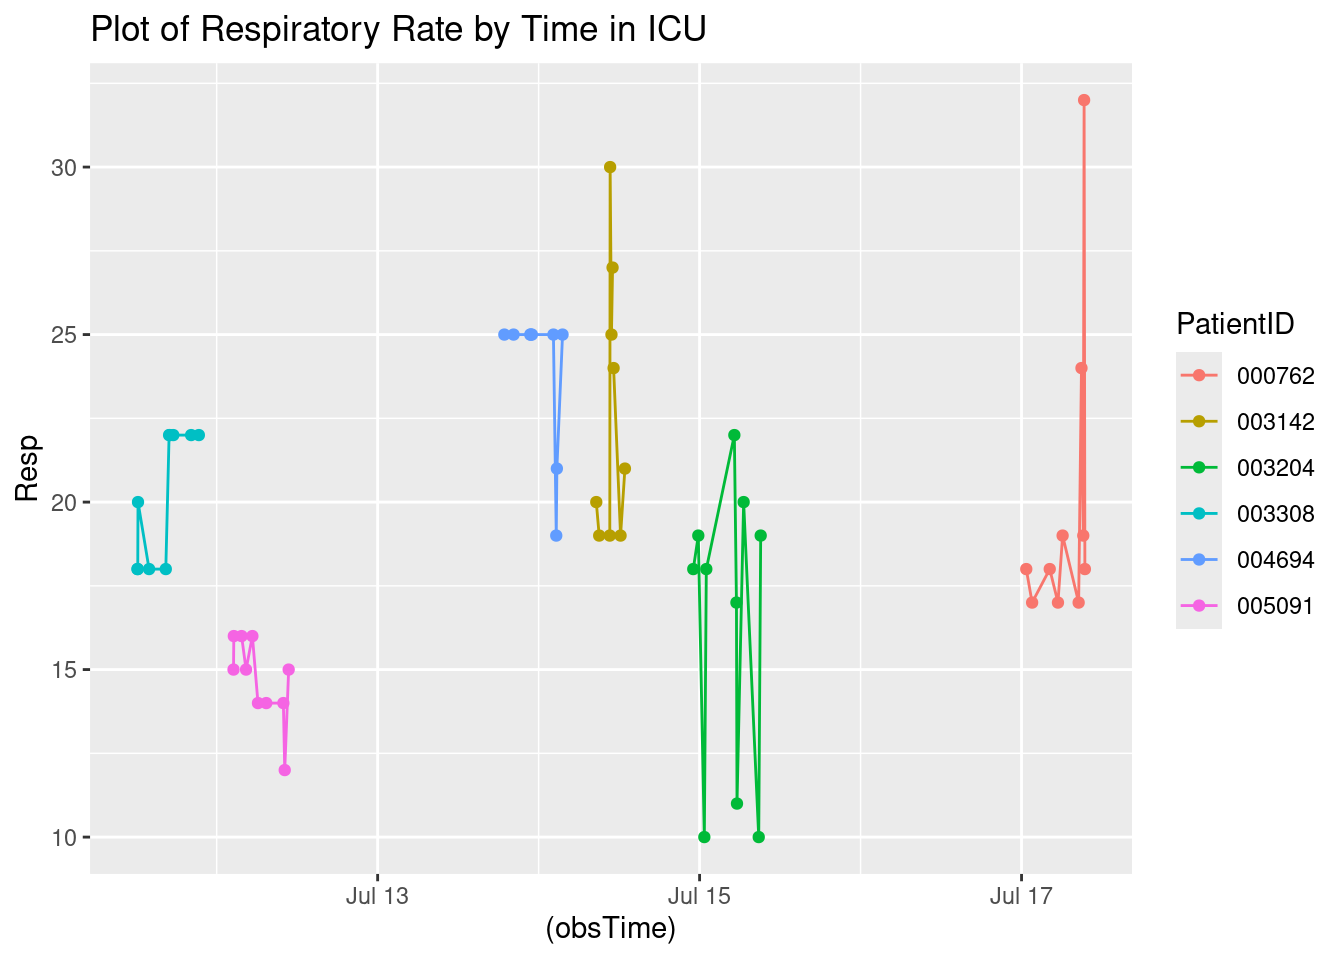 Plot of Respiratory Rate by Time in ICU
30
25
20
15
10
Resp
Jul 13
Jul 15
Jul 17
(obsTime)
PatientID
000762
003142
003204
003308
004694
005091